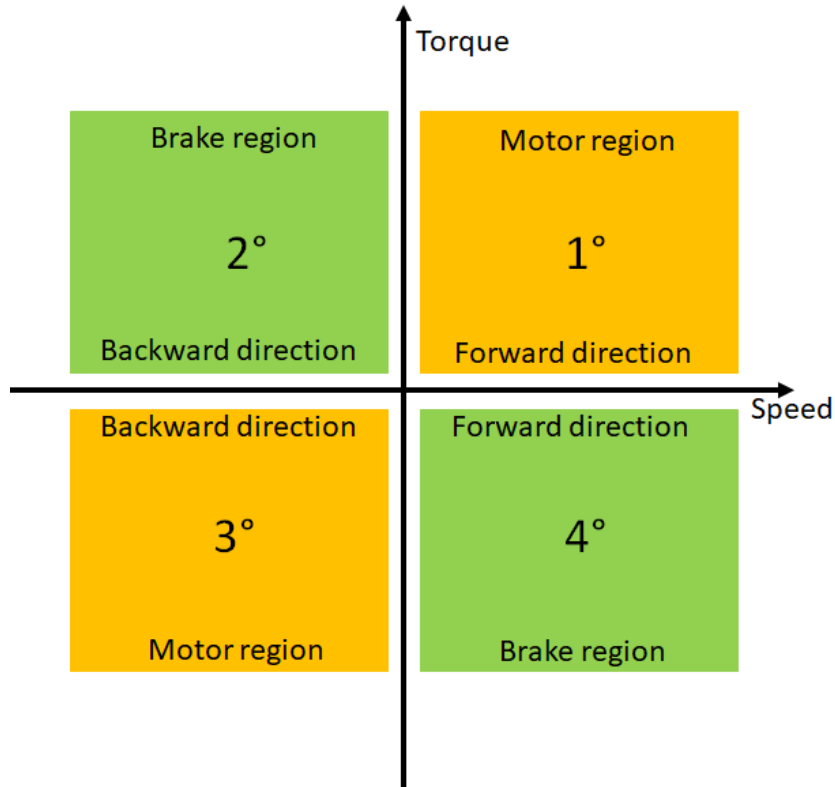 Torque
Brake region
Motor region
2°
1°
Backward direction
Forward direction
Speed
Backward direction
Forward direction
3°
4°
Motor region
Brake region